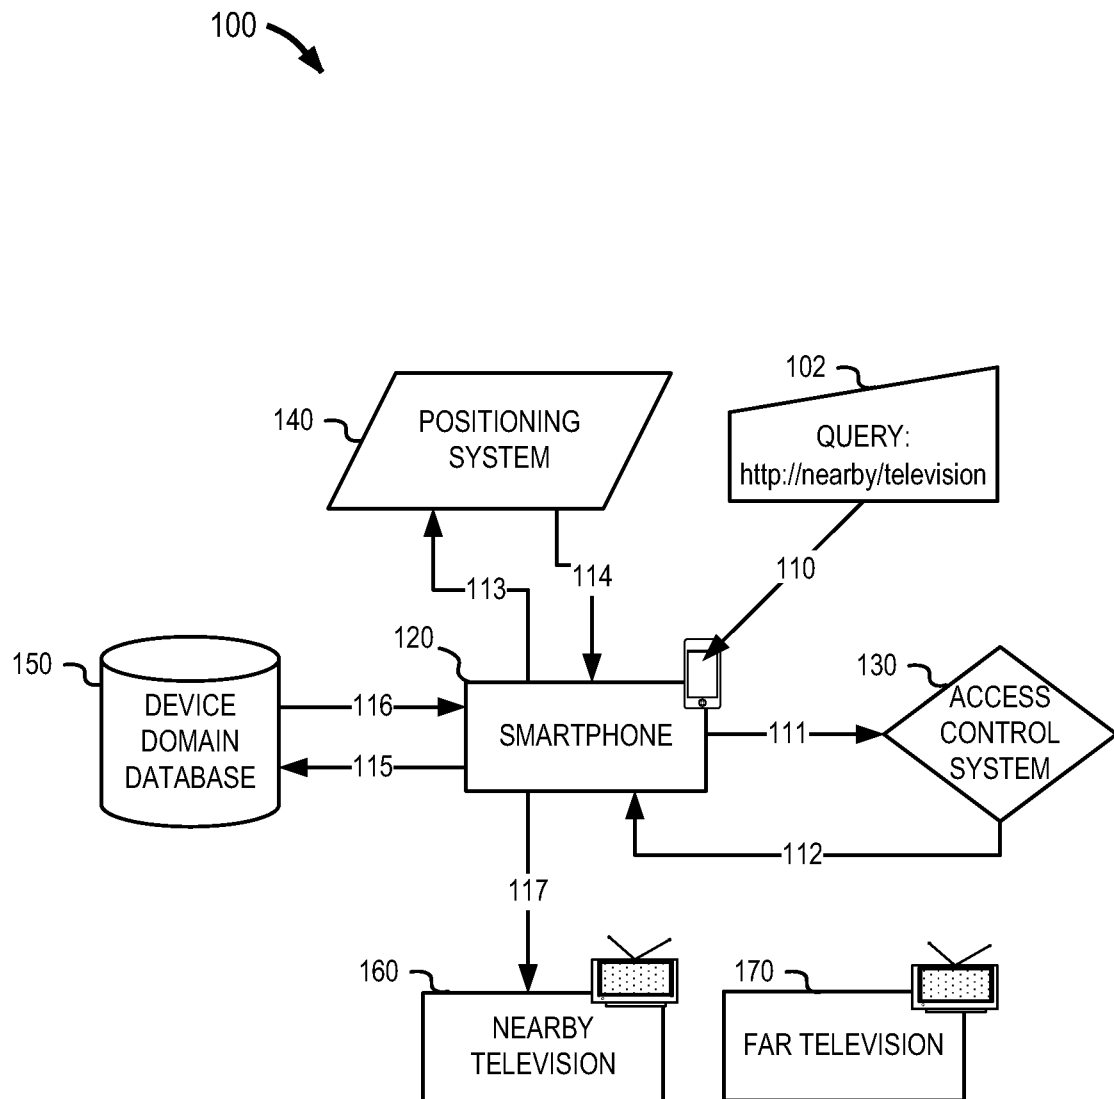 100
102
140
POSITIONING
SYSTEM
QUERY:
http://nearby/television
110
113
114
120
150
130
DEVICE
DOMAIN
DATABASE
116
115
SMARTPHONE
111
ACCESS
CONTROL
SYSTEM
112
117
160
170
NEARBY
TELEVISION
FAR TELEVISION